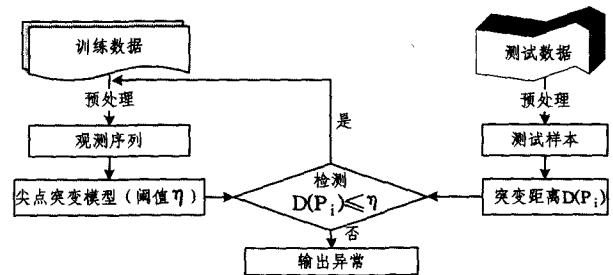 训练数据
测试数据
预处理
预处理
是
观测序列
测试样本
检测
尖点突变模型（阈值η）
D(Pi)≤η
突变距离D(Pi)
否
输出异常